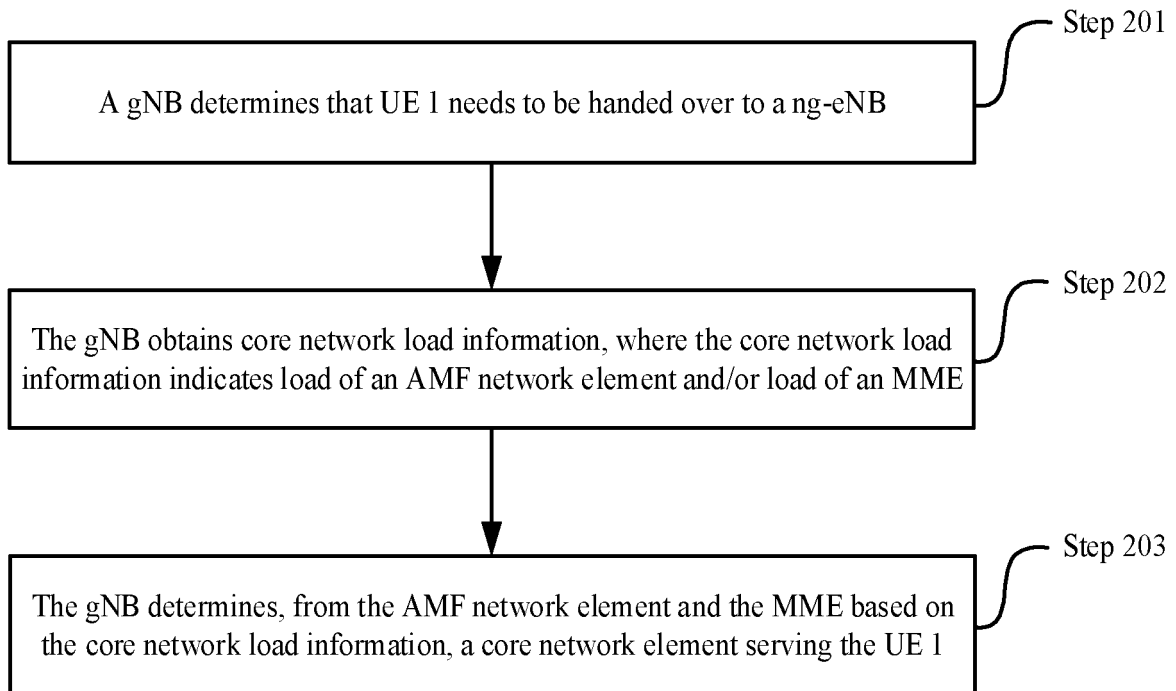 Step 201
A gNB determines that UE 1 needs to be handed over to a ng-eNB
Step 202
The gNB obtains core network load information, where the core network load
information indicates load of an AMF network element and/or load of an MME
Step 203
The gNB determines, from the AMF network element and the MME based on
the core network load information, a core network element serving the UE 1